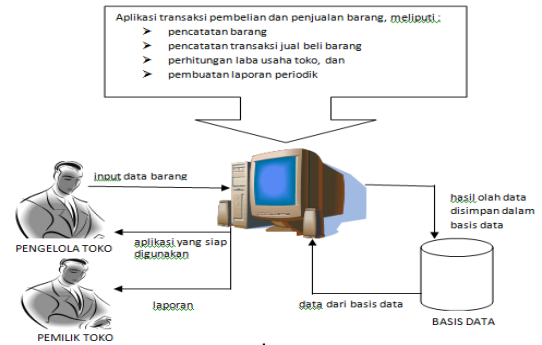 Aplikasi transaksi pembelian dan penjualan barang, meliputi :
➢ pencatatan barang
➢ pencatatan transaksi jual beli barang
➢ perhitungan laba usaha toko, dan
➢ pembuatan laporan periodik
input data barang
hasil olah data
disimpan dalam
basis data
PENGELOLA TOKO
aplikasi yang siap
digunakan
laporan
data dari basis data
BASIS DATA
PEMILIK TOKO